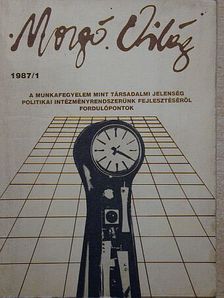 Mozgó Világ
1987/1
A MUNKAFEGYELEM MINT TÁRSADALMI JELENSÉG
POLITIKAI INTÉZMÉNYRENDSZERÜNK FEJLESZTÉSÉRŐL
FORDULÓPONTOK